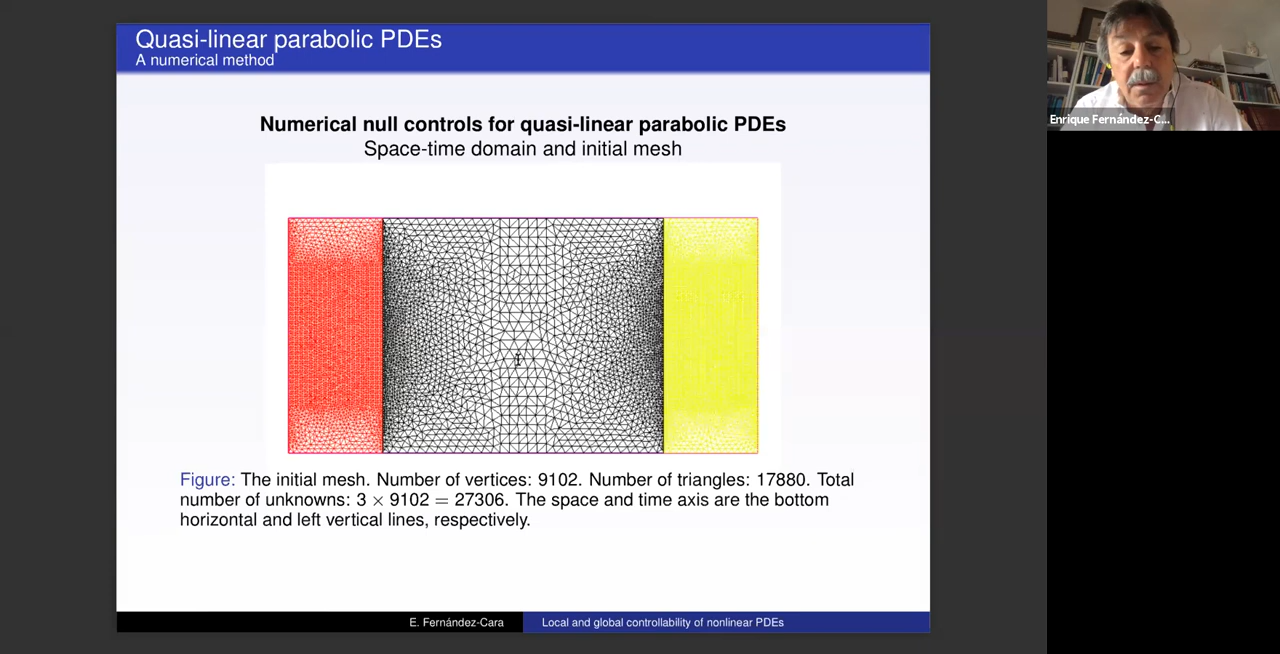 Quasi-linear parabolic PDEs
A numerical method
Numerical null controls for quasi-linear parabolic PDEs
Space-time domain and initial mesh
Figure: The initial mesh. Number of vertices: 9102. Number of triangles: 17880. Total
number of unknowns: 3 × 9102 = 27306. The space and time axis are the bottom
horizontal and left vertical lines, respectively.
E. Fernández-Cara
Local and global controllability of nonlinear PDEs
Enrique Fernández-C...